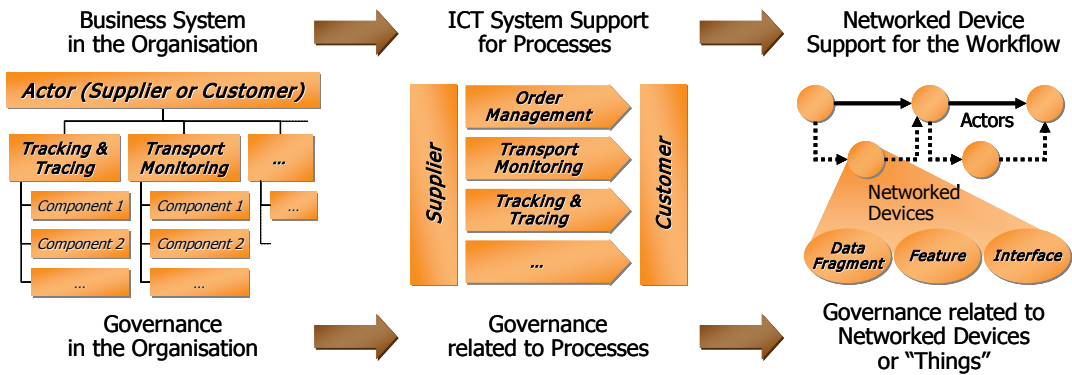 Business System
in the Organisation
ICT System Support
for Processes
Networked Device
Support for the Workflow
Actor (Supplier or Customer)
Tracking &
Tracing
Transport
Monitoring
...
Component 1
Component 1
...
Component 2
Component 2
...
...
Supplier
Order
Management
Transport
Monitoring
Tracking &
Tracing
...
Customer
Actors
Networked
Devices
Data
Fragment
Feature
Interface
Governance
in the Organisation
Governance
related to Processes
Governance related to
Networked Devices
or “Things”